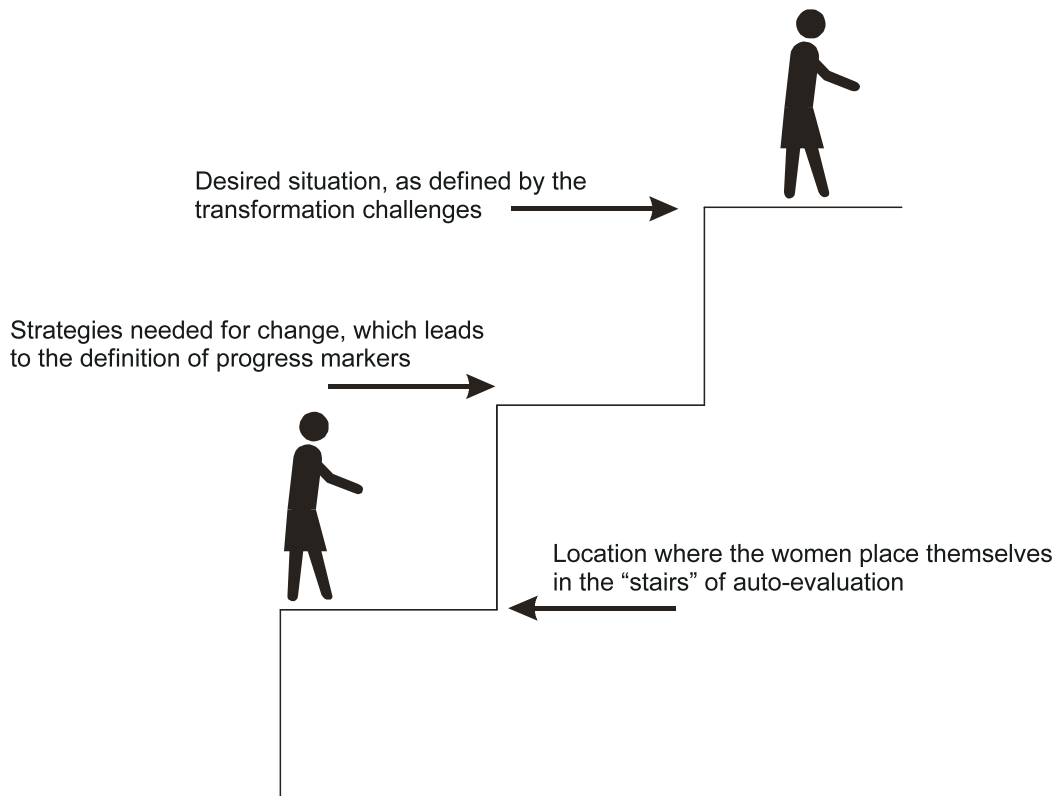 Desired situation, as defined by the
transformation challenges
Strategies needed for change, which leads
to the definition of progress markers
Location where the women place themselves
in the “stairs” of auto-evaluation